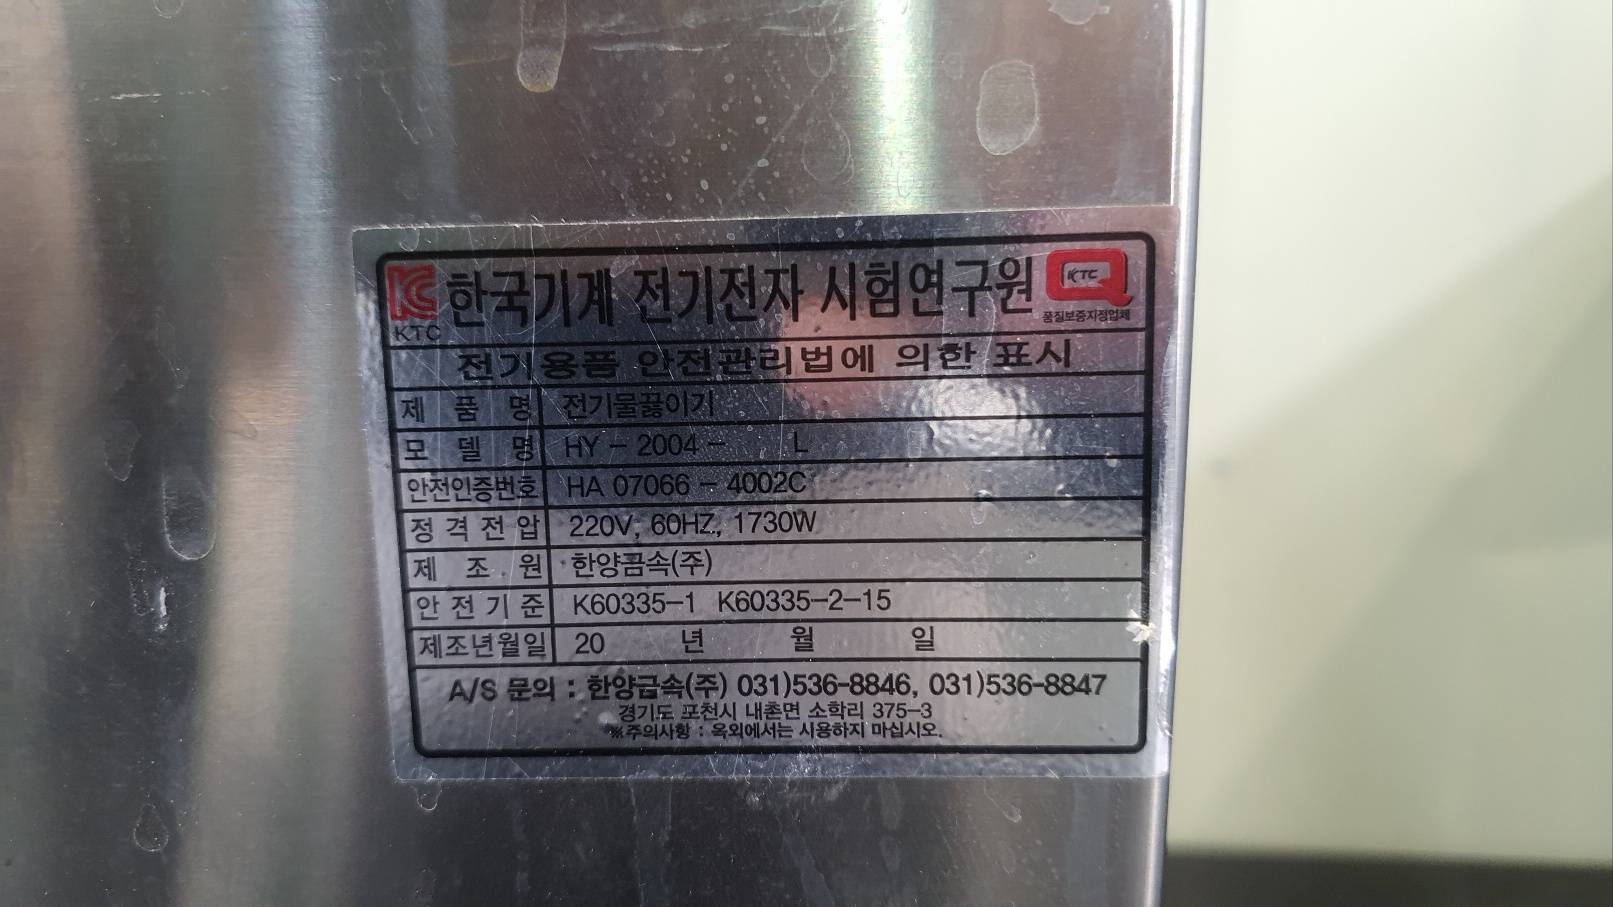 KTC 한국기계 전기전자 시험연구원 KTC
품질보증지정업체
전기용품 안전관리법에 의한 표시
제 품 명 전기물끓이기
모 델 명 HY - 2004 - L
안전인증번호 HA 07066 - 4002C
정 격 전 압 220V, 60HZ, 1730W
제 조 원 한양금속(주)
안 전 기 준 K60335-1 K60335-2-15
제조년월일 20 년 월 일
A/S 문의 : 한양금속(주) 031)536-8846, 031)536-8847
경기도 포천시 내촌면 소학리 375-3
※주의사항 : 옥외에서는 사용하지 마십시오.